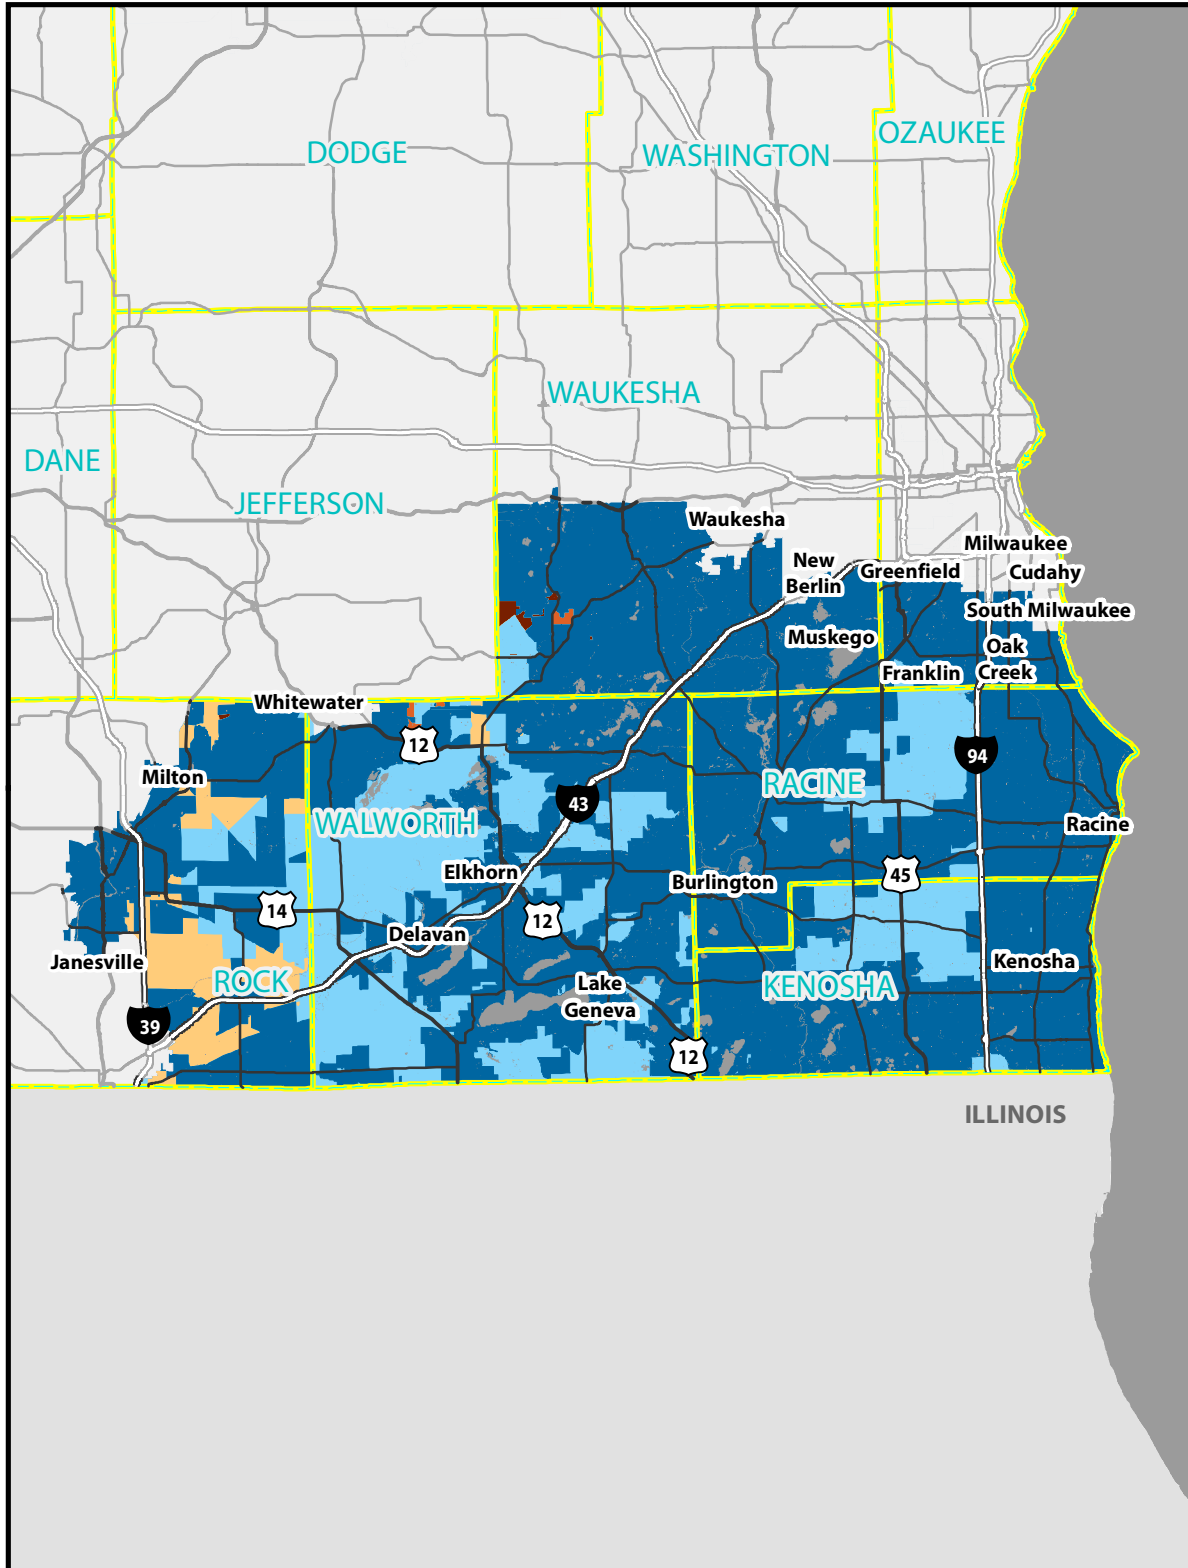 OZAUKEE
DODGE
WASHINGTON
WAUKESHA
DANE
JEFFERSON
Waukesha
Milwaukee
New
Berlin
Greenfield
Cudahy
South Milwaukee
Muskego
Oak
Creek
Franklin
Whitewater
12
94
Milton
RACINE
43
WALWORTH
Racine
Elkhorn
Burlington
45
14
12
Delavan
Janesville
Kenosha
ROCK
Lake
Geneva
KENOSHA
39
12
ILLINOIS